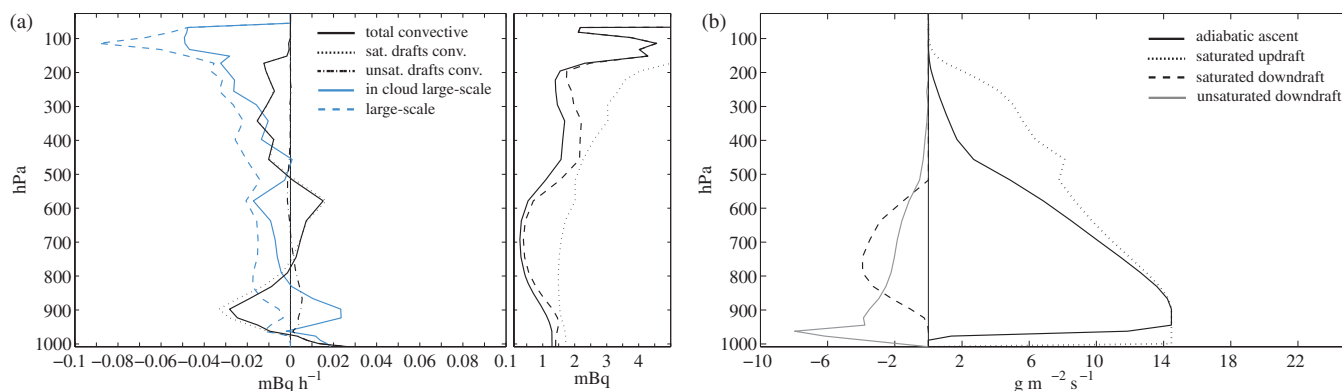 (a)
hPa
100
200
300
400
500
600
700
800
900
1000
total convective
sat. drafts conv.
unsat. drafts conv.
in cloud large-scale
large-scale
−0.1 −0.08 −0.06 −0.04 −0.02 0 0.02 0.04 0.06 0.08 0.1
mBq h⁻¹
1 2 3 4
mBq
(b)
hPa
100
200
300
400
500
600
700
800
900
1000
adiabatic ascent
saturated updraft
saturated downdraft
unsaturated downdraft
−10 −6 −2 2 6 10 14 18 22
g m ⁻² s⁻¹